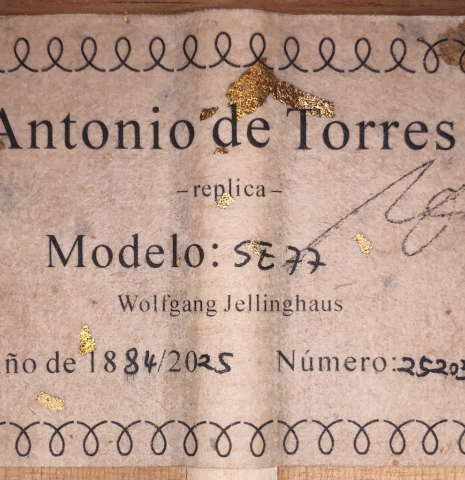 Antonio de Torres
– replica –
Modelo: SE77
Wolfgang Jellinghaus
ño de 1884/2025 Número: